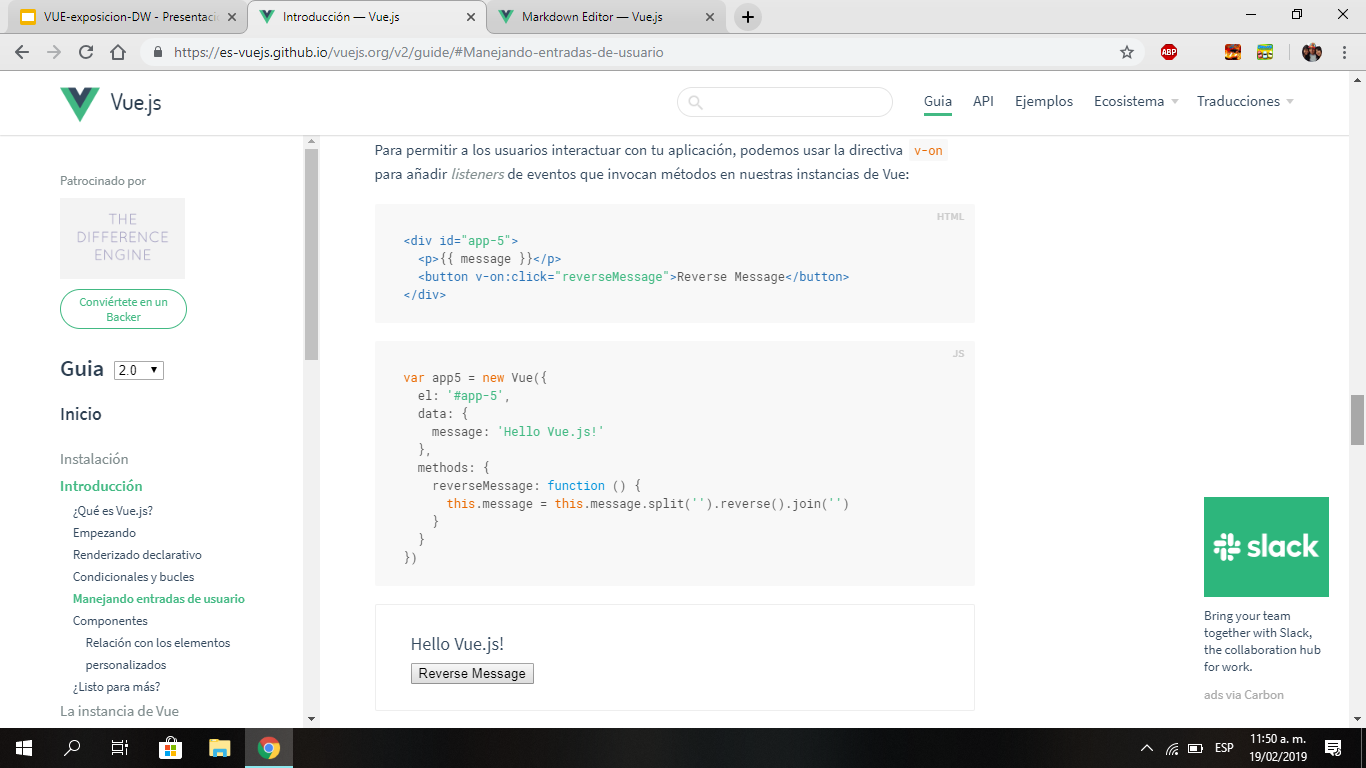 VUE-exposicion-DW - Presentaci
Introducción — Vue.js
Markdown Editor — Vue.js
https://es-vuejs.github.io/vuejs.org/v2/guide/#Manejando-entradas-de-usuario
ABP
Vue.js
Guia
API
Ejemplos
Ecosistema
Traducciones
Patrocinado por
THE
DIFFERENCE
ENGINE
Conviértete en un
Backer
Guia 2.0
Inicio
Instalación
Introducción
¿Qué es Vue.js?
Empezando
Renderizado declarativo
Condicionales y bucles
Manejando entradas de usuario
Componentes
Relación con los elementos
personalizados
¿Listo para más?
La instancia de Vue
Para permitir a los usuarios interactuar con tu aplicación, podemos usar la directiva v-on
para añadir listeners de eventos que invocan métodos en nuestras instancias de Vue:
HTML
<div id="app-5">
  <p>{{ message }}</p>
  <button v-on:click="reverseMessage">Reverse Message</button>
</div>
JS
var app5 = new Vue({
  el: '#app-5',
  data: {
    message: 'Hello Vue.js!'
  },
  methods: {
    reverseMessage: function () {
      this.message = this.message.split('').reverse().join('')
    }
  }
})
Hello Vue.js!
Reverse Message
slack
Bring your team
together with Slack,
the collaboration hub
for work.
ads via Carbon
ESP
11:50 a. m.
19/02/2019